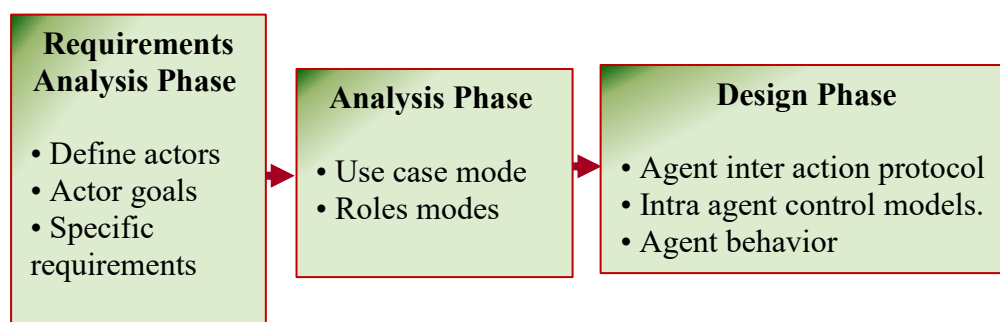 Requirements
Analysis Phase
• Define actors
• Actor goals
• Specific
requirements
Analysis Phase
• Use case mode
• Roles modes
Design Phase
• Agent inter action protocol
• Intra agent control models.
• Agent behavior